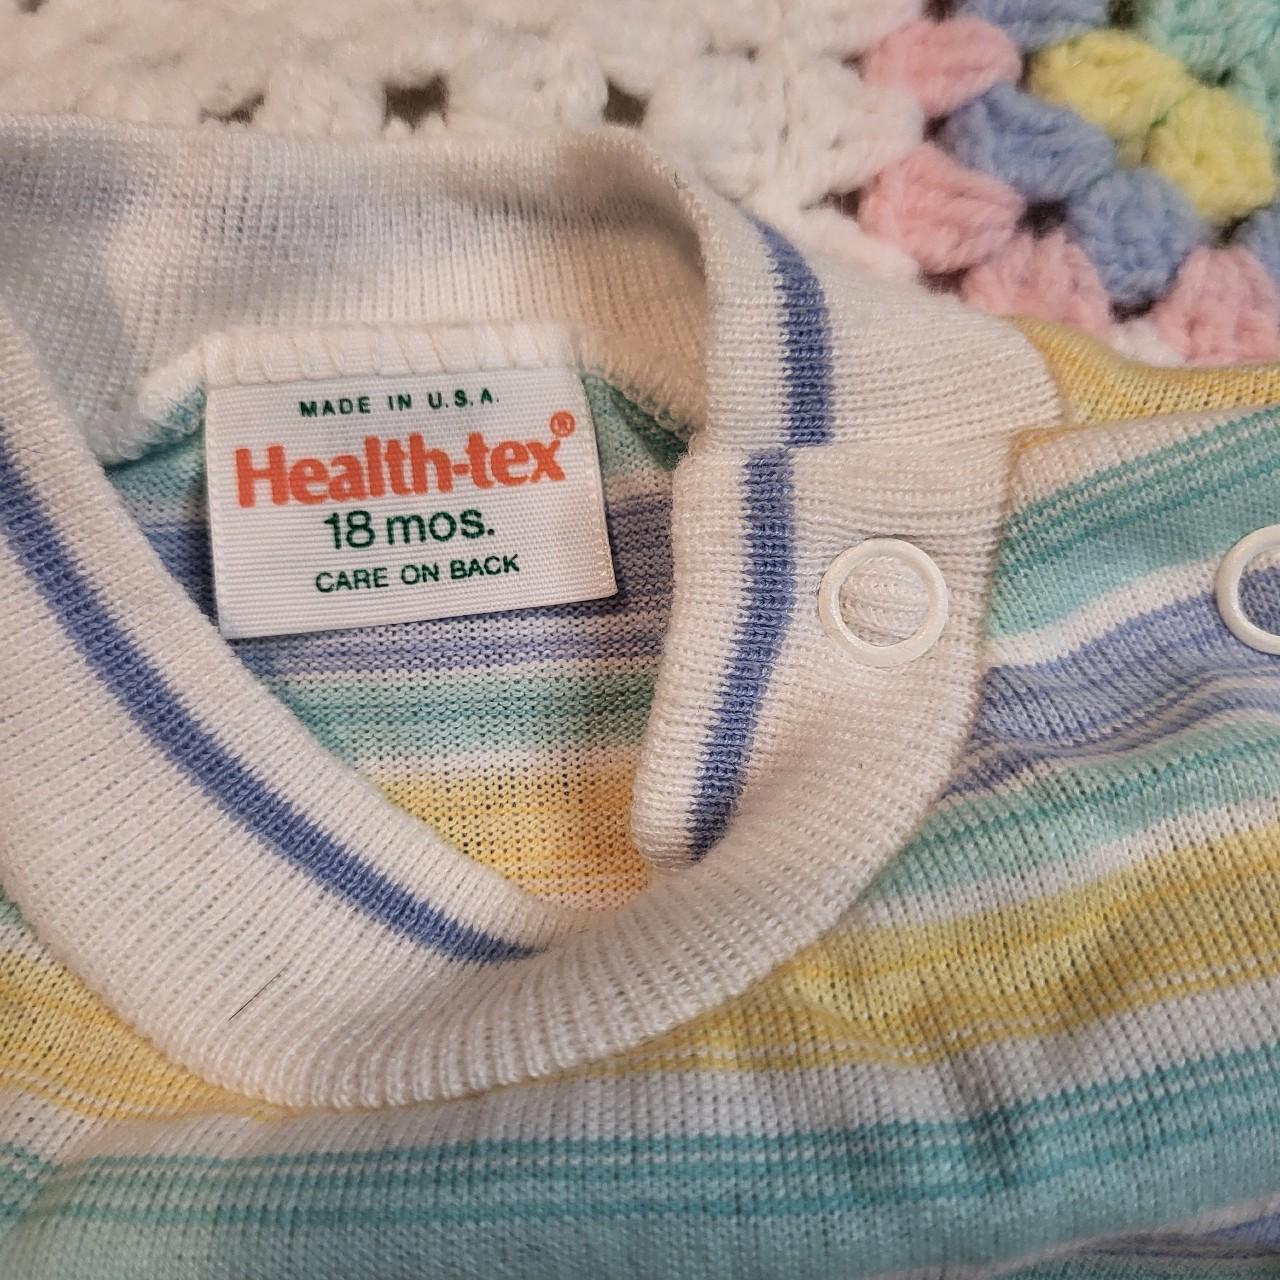 MADE IN U.S.A.
Health-tex®
18 mos.
CARE ON BACK